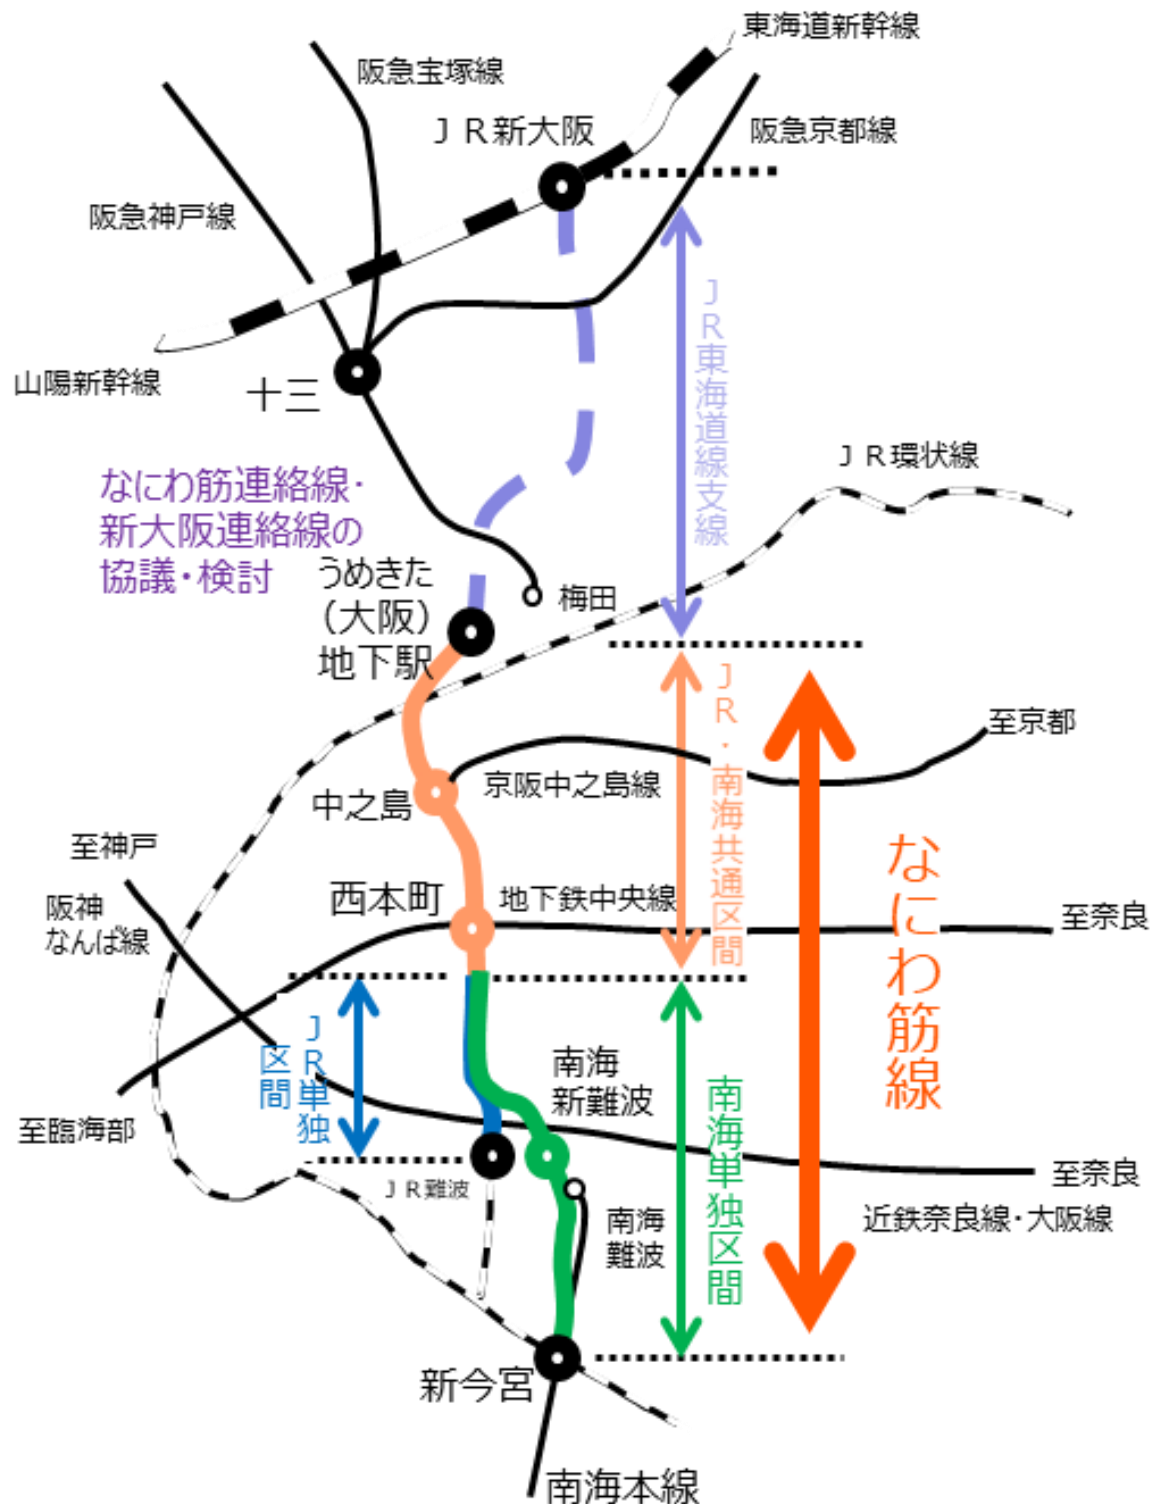 東海道新幹線
阪急宝塚線
ＪＲ新大阪
阪急京都線
阪急神戸線
山陽新幹線
十三
ＪＲ東海道線支線
ＪＲ環状線
なにわ筋連絡線・
新大阪連絡線の
協議・検討
うめきた
（大阪）
地下駅
梅田
ＪＲ・南海共通区間
至京都
京阪中之島線
中之島
至神戸
阪神
なんば線
西本町
地下鉄中央線
至奈良
なにわ筋線
ＪＲ単独
区間
南海
新難波
南海単独区間
至臨海部
ＪＲ難波
至奈良
近鉄奈良線・大阪線
南海
難波
新今宮
南海本線